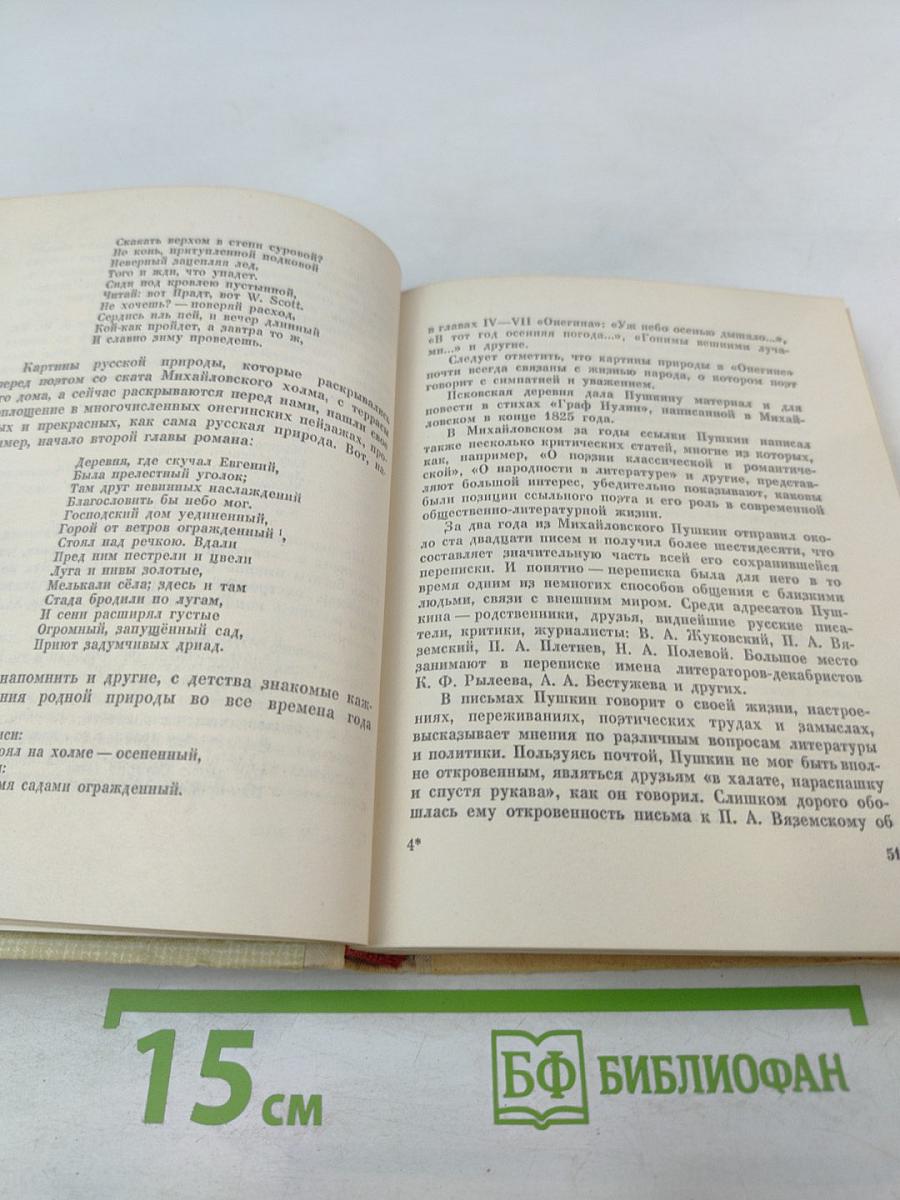 Скакать верхом в степи суровой?
Но конь, притупленной подковой
Неверный зацепляя лед,
Того и жди, что упадет.
Сиди под кровлею пустынной,
Читай: вот Прадт, вот W. Scott.
Не хочешь? — поверяй расход,
Сердись иль пей, и вечер длинный
Кой-как пройдет, а завтра то ж,
И славно зиму проведешь.
Картины русской природы, которые раскрывались
перед поэтом со ската Михайловского холма, с террасы
го дома, а сейчас раскрываются перед нами, нашли свое
площение в многочисленных онегинских пейзажах, про-
ых и прекрасных, как сама русская природа. Вот, на-
мер, начало второй главы романа:
Деревня, где скучал Евгений,
Была прелестный уголок;
Там друг невинных наслаждений
Благословить бы небо мог.
Господский дом уединенный,
Горой от ветров огражденный¹,
Стоял над речкою. Вдали
Пред ним пестрели и цвели
Луга и нивы золотые,
Мелькали сёла; здесь и там
Стада бродили по лугам,
И сени расширял густые
Огромный, запущённый сад,
Приют задумчивых дриад.
напомнить и другие, с детства знакомые каж-
ния родной природы во все времена года
иси:
оял на холме — осененный,
и:
мя садами огражденный.
в главах IV—VII «Онегина»: «Уж небо осенью дышало...»,
«В тот год осенняя погода...», «Гонимы вешними луча-
ми...» и другие.
Следует отметить, что картины природы в «Онегине»
почти всегда связаны с жизнью народа, о котором поэт
говорит с симпатией и уважением.
Псковская деревня дала Пушкину материал и для
повести в стихах «Граф Нулин», написанной в Михай-
ловском в конце 1825 года.
В Михайловском за годы ссылки Пушкин написал
также несколько критических статей, многие из которых,
как, например, «О поэзии классической и романтиче-
ской», «О народности в литературе» и другие, представ-
ляют большой интерес, убедительно показывают, каковы
были позиции ссыльного поэта и его роль в современной
общественно-литературной жизни.
За два года из Михайловского Пушкин отправил око-
ло ста двадцати писем и получил более шестидесяти, что
составляет значительную часть всей его сохранившейся
переписки. И понятно — переписка была для него в то
время одним из немногих способов общения с близкими
людьми, связи с внешним миром. Среди адресатов Пуш-
кина — родственники, друзья, виднейшие русские писа-
тели, критики, журналисты: В. А. Жуковский, П. А. Вя-
земский, П. А. Плетнев, Н. А. Полевой. Большое место
занимают в переписке имена литераторов-декабристов
К. Ф. Рылеева, А. А. Бестужева и других.
В письмах Пушкин говорит о своей жизни, настрое-
ниях, переживаниях, поэтических трудах и замыслах,
высказывает мнения по различным вопросам литературы
и политики. Пользуясь почтой, Пушкин не мог быть впол-
не откровенным, являться друзьям «в халате, нараспашку
и спустя рукава», как он говорил. Слишком дорого обо-
шлась ему откровенность письма к П. А. Вяземскому об
4*
51
15 см
БФ БИБЛИОФАН